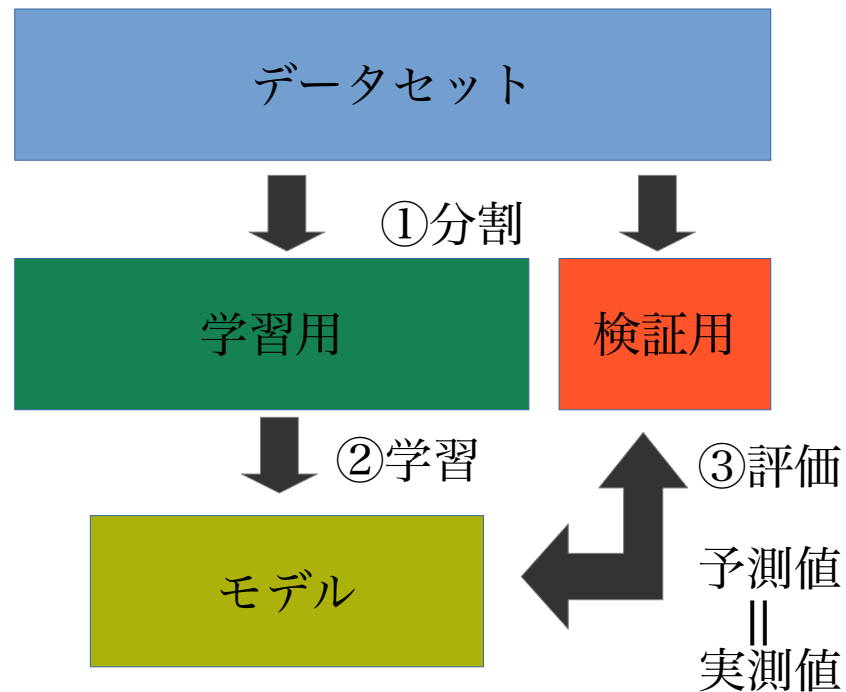 データセット
①分割
学習用
検証用
②学習
③評価
モデル
予測値
||
実測値